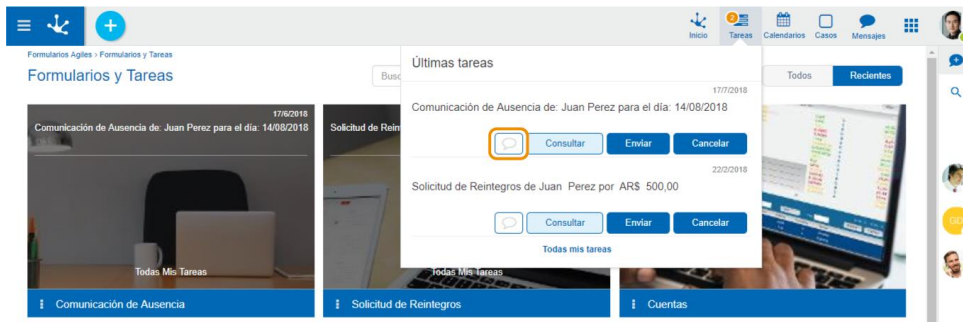 2
Inicio
Tareas
Calendarios
Casos
Mensajes
Formularios Agiles > Formularios y Tareas
Formularios y Tareas
Busc
Todos
Recientes
Últimas tareas
17/7/2018
Comunicación de Ausencia de: Juan Perez para el día: 14/08/2018
Consultar
Enviar
Cancelar
22/2/2018
Solicitud de Reintegros de Juan Perez por AR$ 500,00
Consultar
Enviar
Cancelar
Todas mis tareas
17/6/2018
Comunicación de Ausencia de: Juan Perez para el día: 14/08/2018
Todas Mis Tareas
Comunicación de Ausencia
Solicitud de Rein
Todas Mis Tareas
Solicitud de Reintegros
Cuentas
GD